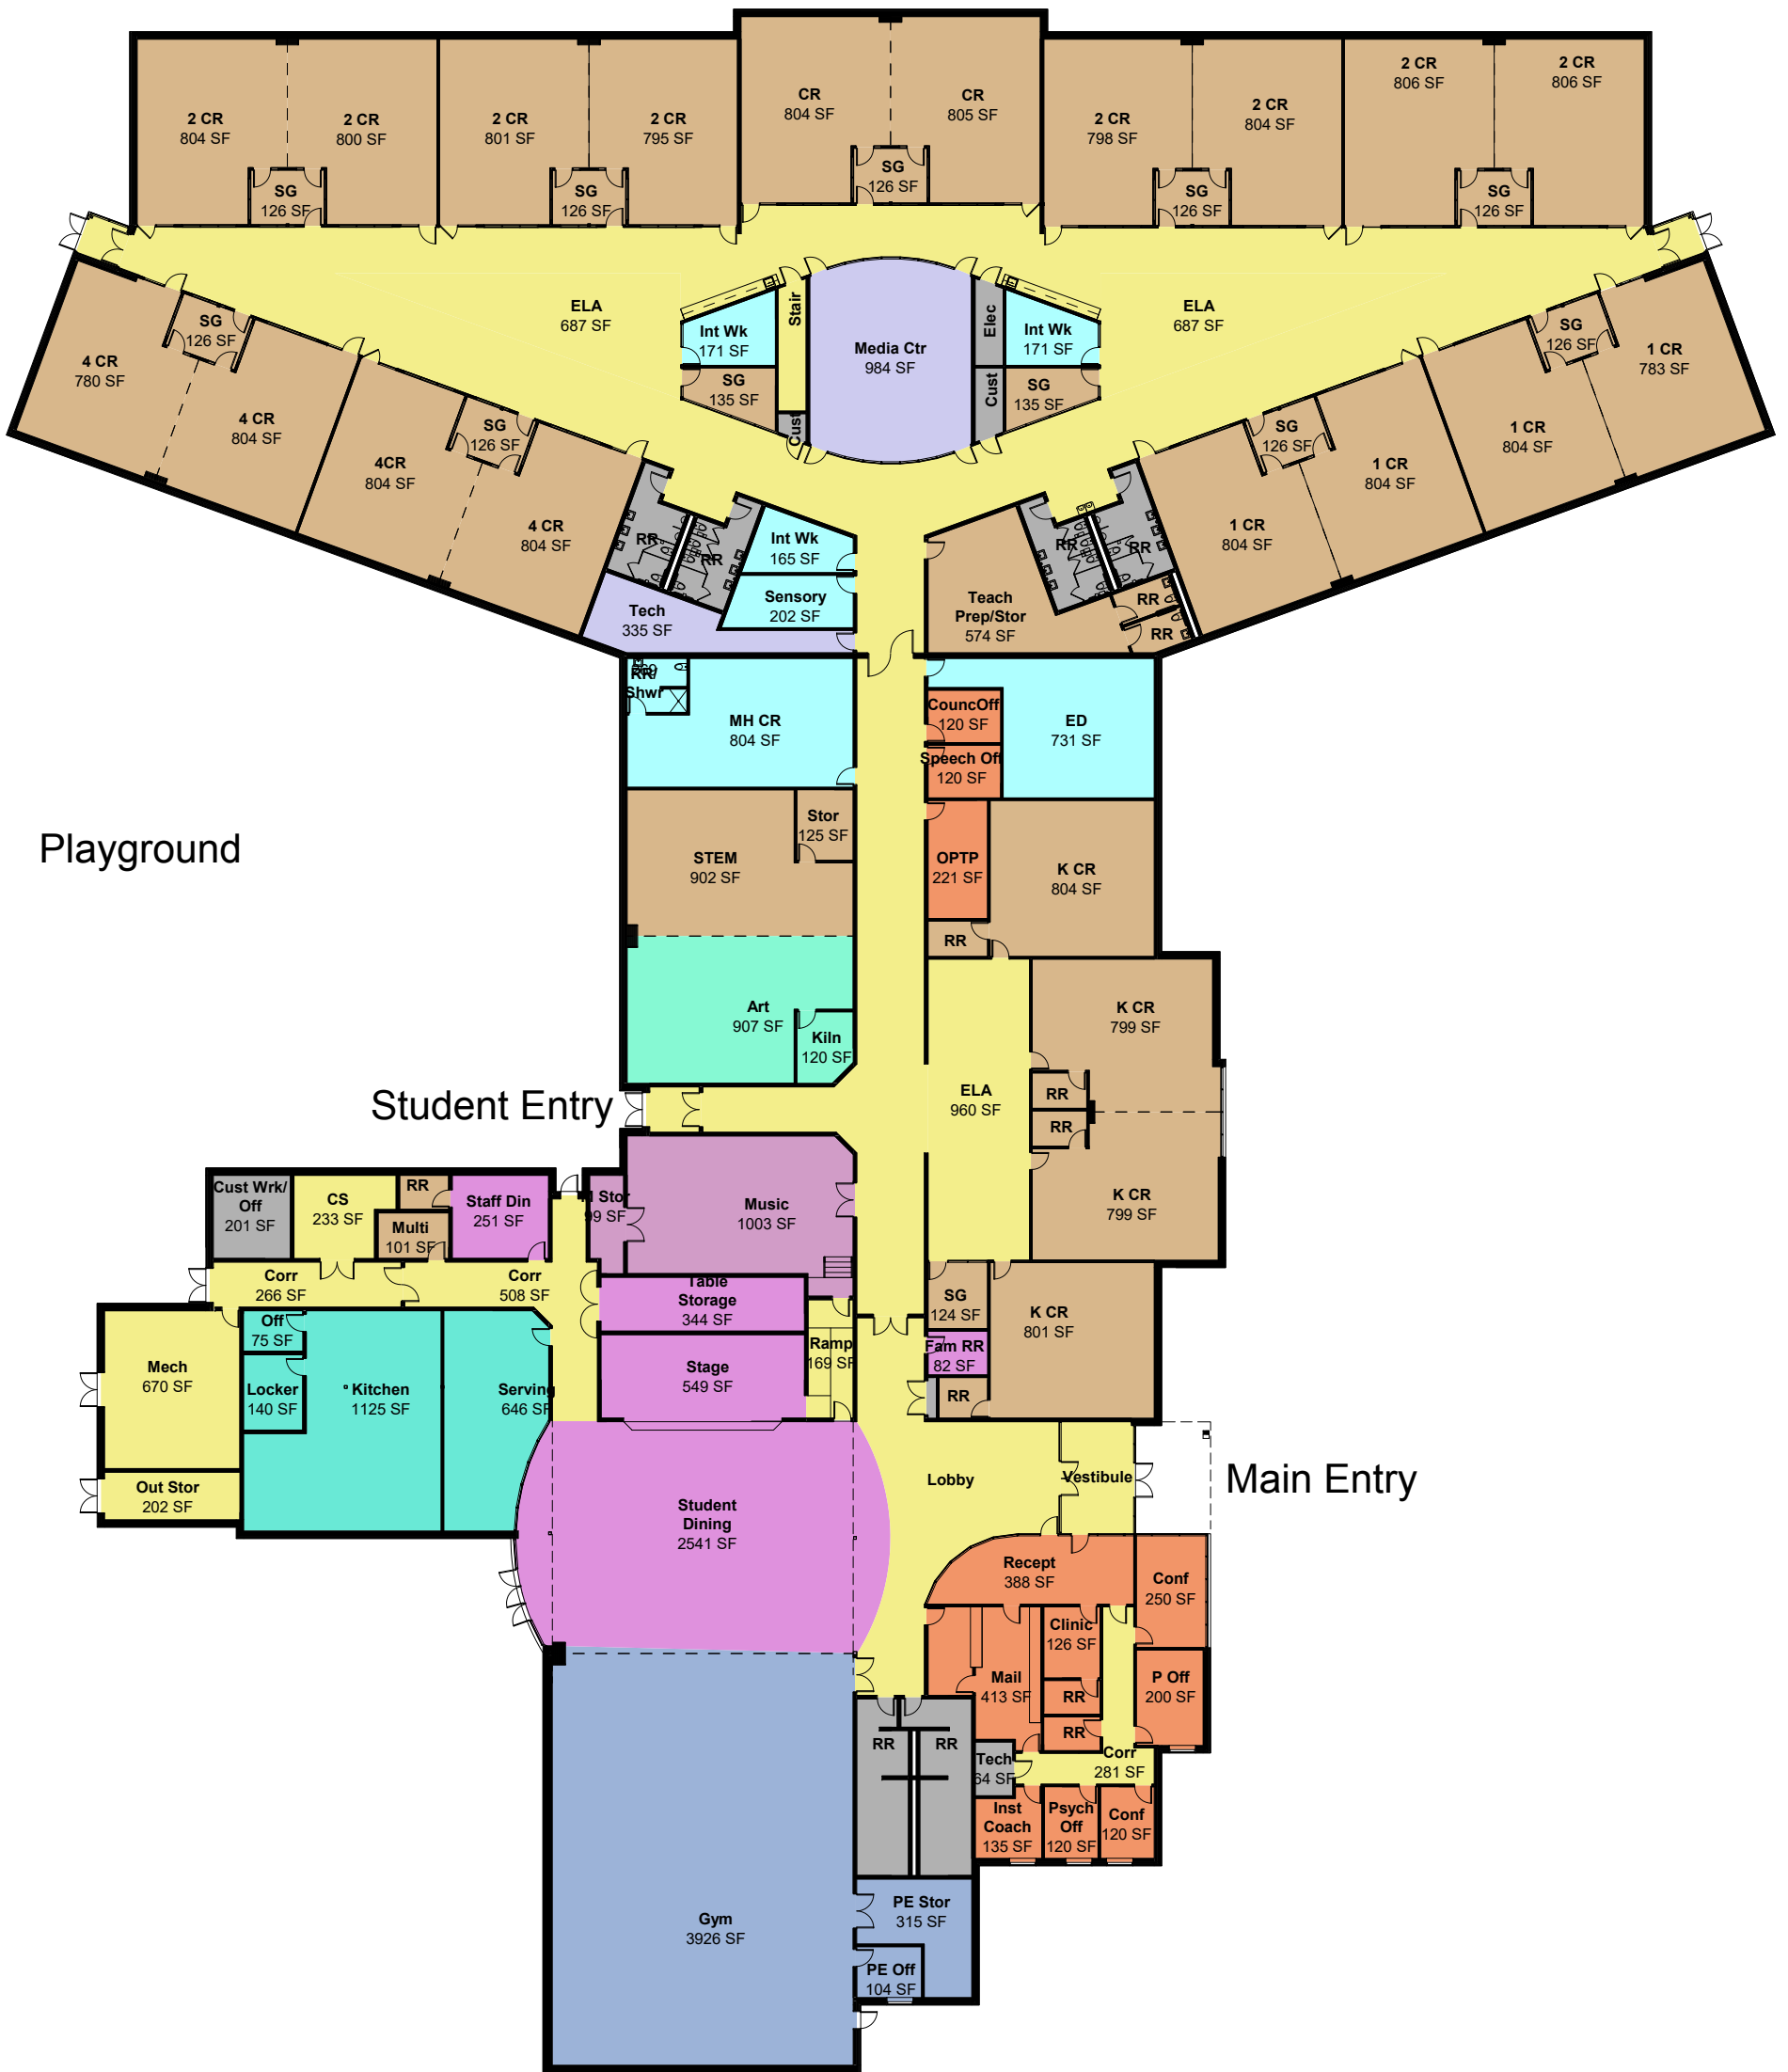 2 CR
804 SF
2 CR
800 SF
SG
126 SF
2 CR
801 SF
2 CR
795 SF
SG
126 SF
CR
804 SF
CR
805 SF
SG
126 SF
2 CR
798 SF
2 CR
804 SF
SG
126 SF
2 CR
806 SF
2 CR
806 SF
SG
126 SF
4 CR
780 SF
SG
126 SF
4 CR
804 SF
4CR
804 SF
SG
126 SF
4 CR
804 SF
ELA
687 SF
Int Wk
171 SF
SG
135 SF
Stair
Cust
Media Ctr
984 SF
Elec
Cust
Int Wk
171 SF
SG
135 SF
ELA
687 SF
1 CR
783 SF
SG
126 SF
1 CR
804 SF
1 CR
804 SF
SG
126 SF
1 CR
804 SF
RR
RR
Int Wk
165 SF
Sensory
202 SF
Tech
335 SF
Teach
Prep/Stor
574 SF
RR
RR
RR
RR
RR/
Shwr
MH CR
804 SF
CouncOff
120 SF
Speech Off
120 SF
ED
731 SF
Playground
STEM
902 SF
Stor
125 SF
OPTP
221 SF
K CR
804 SF
RR
Art
907 SF
Kiln
120 SF
K CR
799 SF
ELA
960 SF
RR
RR
K CR
799 SF
Student Entry
Cust Wrk/
Off
201 SF
CS
233 SF
RR
Multi
101 SF
Staff Din
251 SF
Stor
99 SF
Music
1003 SF
Corr
266 SF
Corr
508 SF
Table
Storage
344 SF
SG
124 SF
K CR
801 SF
Mech
670 SF
Off
75 SF
Locker
140 SF
Kitchen
1125 SF
Serving
646 SF
Stage
549 SF
Ramp
169 SF
Fam RR
82 SF
RR
Out Stor
202 SF
Student
Dining
2541 SF
Lobby
Vestibule
Main Entry
Recept
388 SF
Conf
250 SF
Clinic
126 SF
Mail
413 SF
RR
RR
P Off
200 SF
RR
RR
Tech
64 SF
Corr
281 SF
Inst
Coach
135 SF
Psych
Off
120 SF
Conf
120 SF
Gym
3926 SF
PE Stor
315 SF
PE Off
104 SF